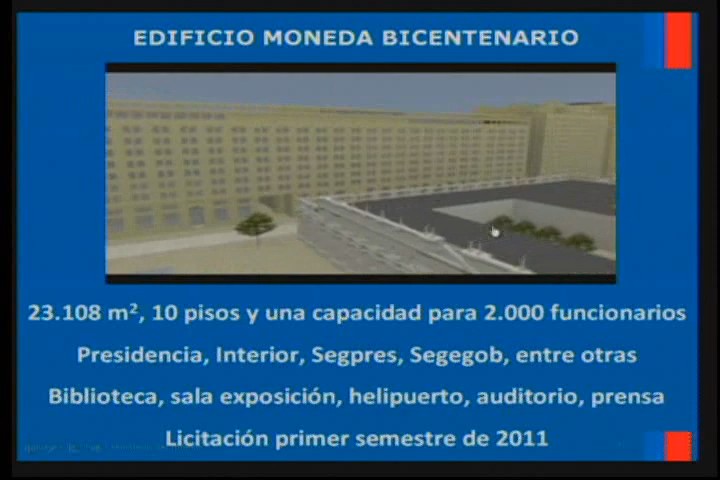 EDIFICIO MONEDA BICENTENARIO
23.108 m², 10 pisos y una capacidad para 2.000 funcionarios
Presidencia, Interior, Segpres, Segegob, entre otras
Biblioteca, sala exposición, helipuerto, auditorio, prensa
Licitación primer semestre de 2011